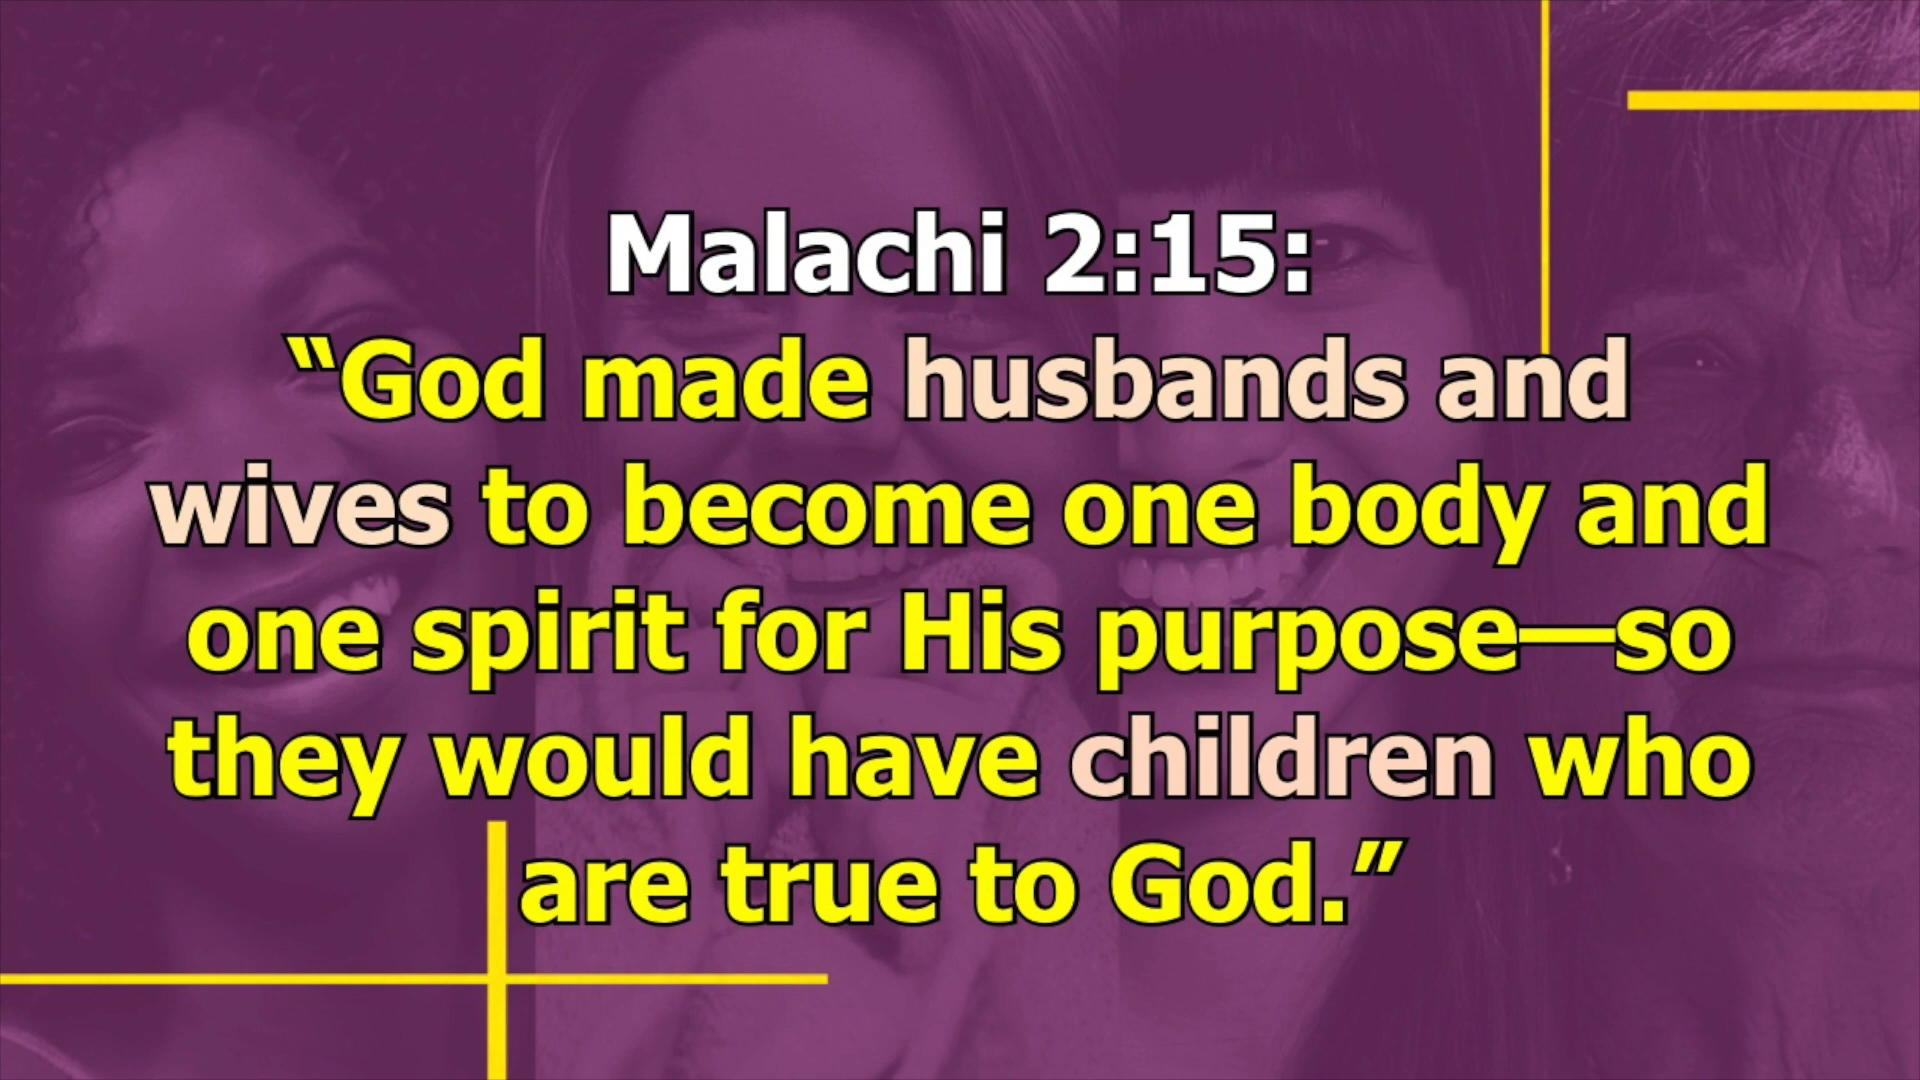 Malachi 2:15:
“God made husbands and
wives to become one body and
one spirit for His purpose—so
they would have children who
are true to God.”